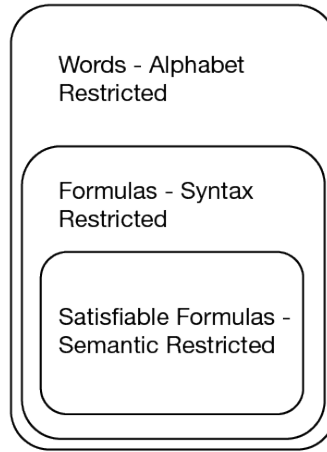 Words - Alphabet
Restricted
Formulas - Syntax
Restricted
Satisfiable Formulas -
Semantic Restricted